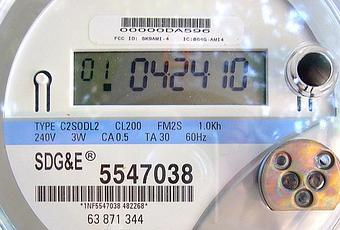 00000DA596
FCC ID: SK9AMI-4 IC:864G-AMI4
01 042410
TYPE C2SODL2 CL200 FM2S 1.0Kh
240V 3W CA 0.5 TA 30 60Hz
SDG&E® 5547038
*1NF5547038 482268*
63 871 344